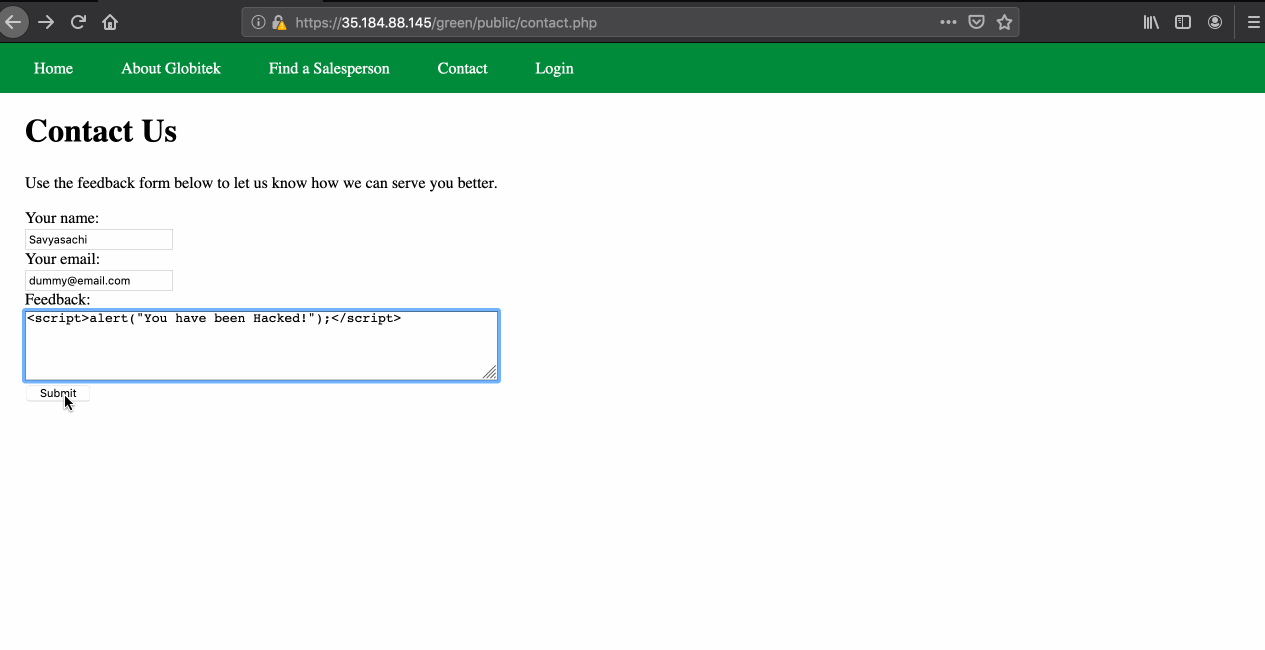 https://35.184.88.145/green/public/contact.php
Home About Globitek Find a Salesperson Contact Login
Contact Us
Use the feedback form below to let us know how we can serve you better.
Your name:
Savyasachi
Your email:
dummy@email.com
Feedback:
<script>alert("You have been Hacked!");</script>
Submit